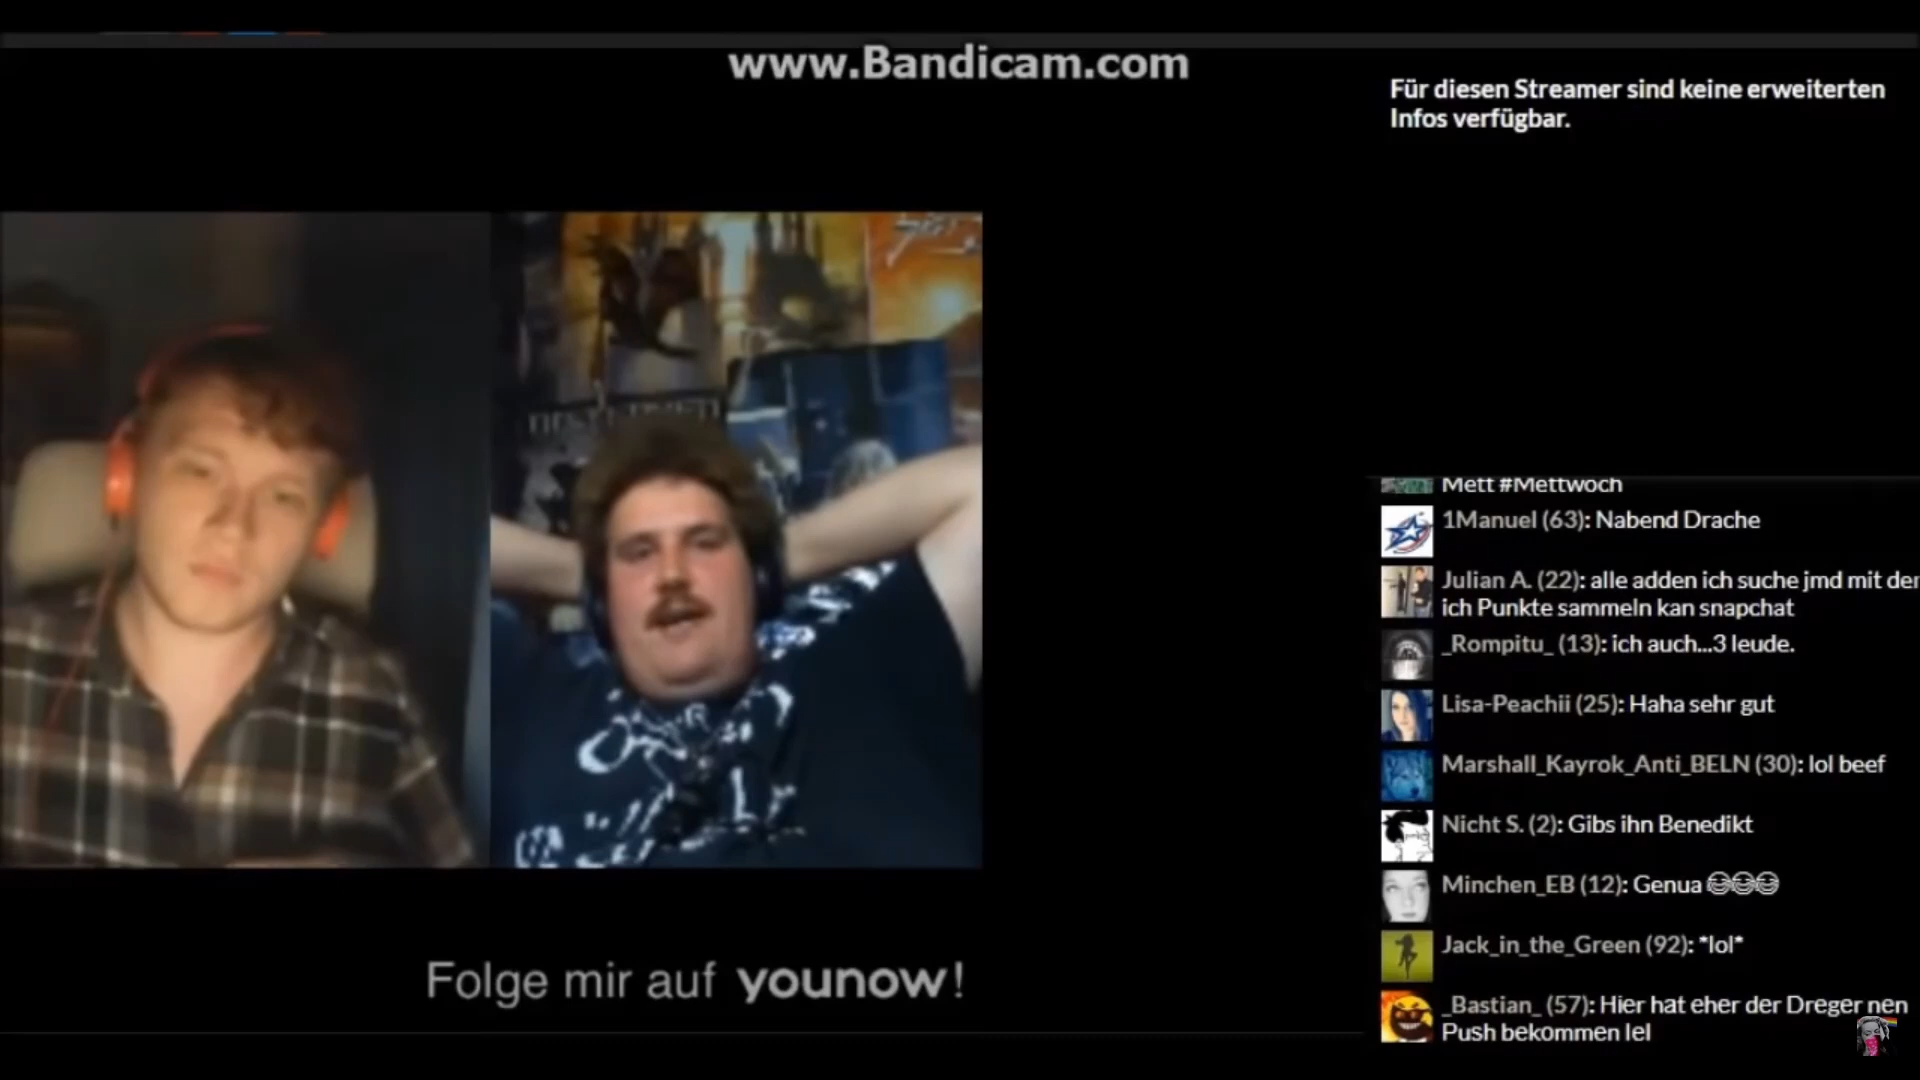 www.Bandicam.com
Für diesen Streamer sind keine erweiterten
Infos verfügbar.
Mett #Mettwoch
1Manuel (63): Nabend Drache
Julian A. (22): alle adden ich suche jmd mit der
ich Punkte sammeln kan snapchat
_Rompitu_ (13): ich auch...3 leude.
Lisa-Peachii (25): Haha sehr gut
Marshall_Kayrok_Anti_BELN (30): lol beef
Nicht S. (2): Gibs ihn Benedikt
Minchen_EB (12): Genua 😂😂😂
Jack_in_the_Green (92): *lol*
_Bastian_ (57): Hier hat eher der Dreger nen
Push bekommen lel
Folge mir auf younow!